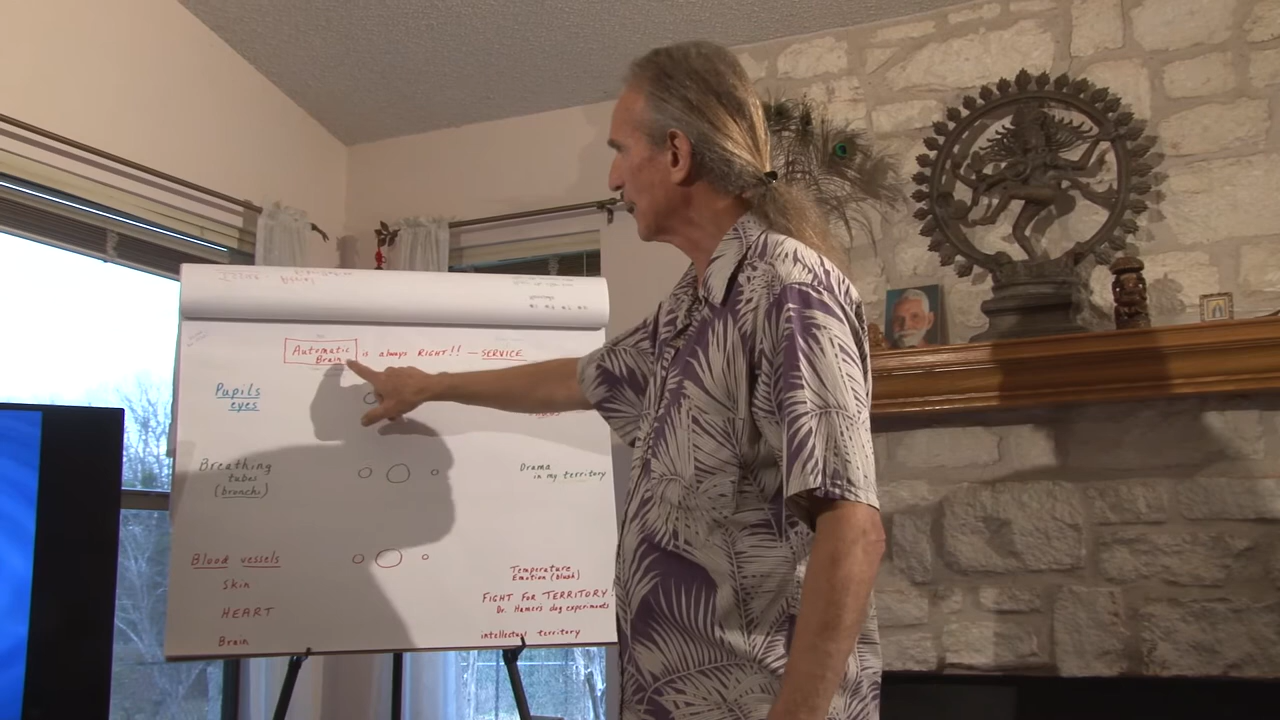 Automatic
Brain
is always RIGHT!! — SERVICE
Pupils
eyes
Breathing
tubes
(bronchi)
Drama
in my territory
Blood vessels
Skin
HEART
Brain
Temperature
Emotion (blush)
FIGHT FOR TERRITORY!
Dr. Hamer's dog experiments
intellectual territory